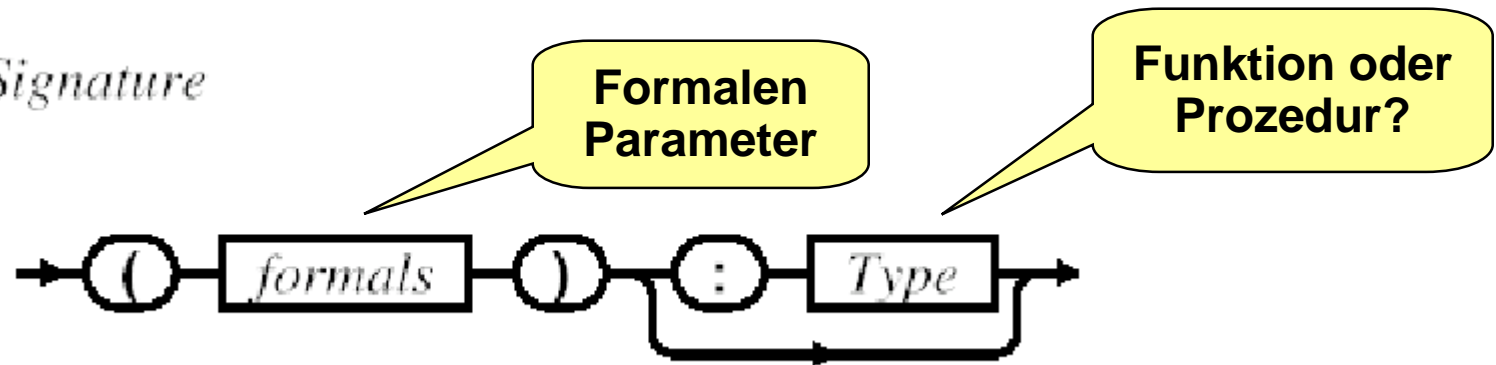 Signature
Formalen
Parameter
Funktion oder
Prozedur?
( formals ) : Type